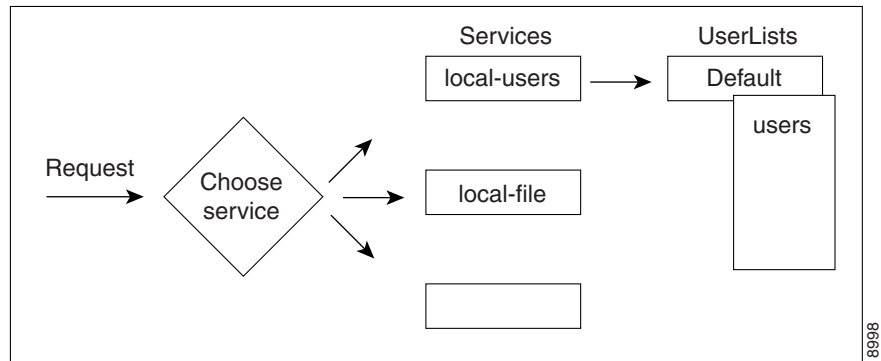 Services
UserLists
local-users
Default
users
Request
Choose
service
local-file
8998